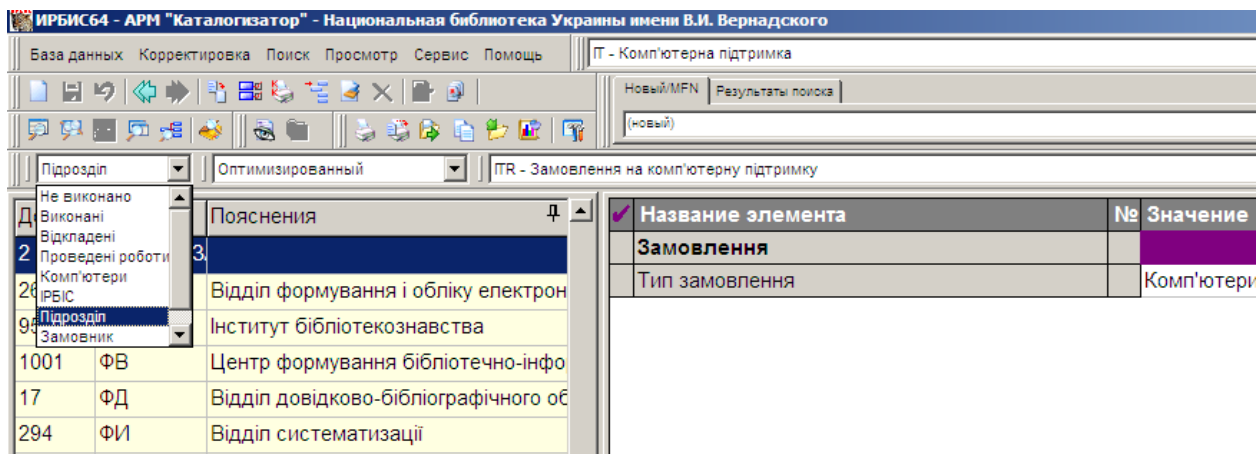 ИРБИС64 - АРМ "Каталогизатор" - Национальная библиотека Украины имени В.И. Вернадского
База данных Корректировка Поиск Просмотр Сервис Помощь
IT - Комп'ютерна підтримка
Новый/MFN Результаты поиска
(новый)
Підрозділ Оптимизированный ITR - Замовлення на комп'ютерну підтримку
Не виконано
Виконані
Відкладені
Проведені роботи
Комп'ютери
ІРБІС
Підрозділ
Замовник
Пояснения
2
Відділ формування і обліку електрон
Інститут бібліотекознавства
1001 ФВ Центр формування бібліотечно-інфо
17 ФД Відділ довідково-бібліографічного об
294 ФИ Відділ систематизації
Название элемента № Значение
Замовлення
Тип замовлення Комп'ютери